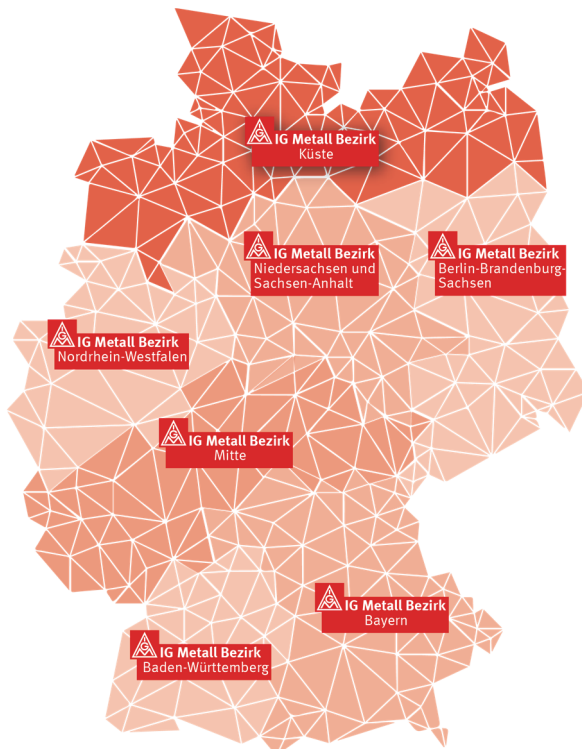 IG Metall Bezirk
Küste
IG Metall Bezirk
Niedersachsen und
Sachsen-Anhalt
IG Metall Bezirk
Berlin-Brandenburg-
Sachsen
IG Metall Bezirk
Nordrhein-Westfalen
IG Metall Bezirk
Mitte
IG Metall Bezirk
Bayern
IG Metall Bezirk
Baden-Württemberg